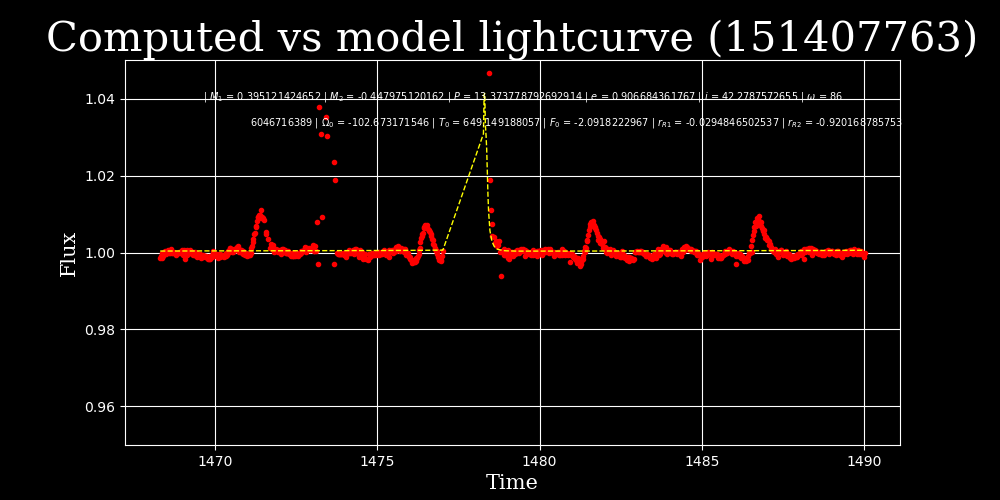 Computed vs model lightcurve (151407763)
| M₁ = 0.395121424652 | M₂ = -0.447975120162 | P = 13.373778792692914 | e = 0.906684361767 | i = 42.2787572655 | ω = 86
6046716389 | Ω₀ = -102.673171546 | T₀ = 649.149188057 | F₀ = -2.0918222967 | r_R1 = -0.0294846502537 | r_R2 = -0.920168785753
1.04
1.02
1.00
0.98
0.96
Flux
1470 1475 1480 1485 1490
Time